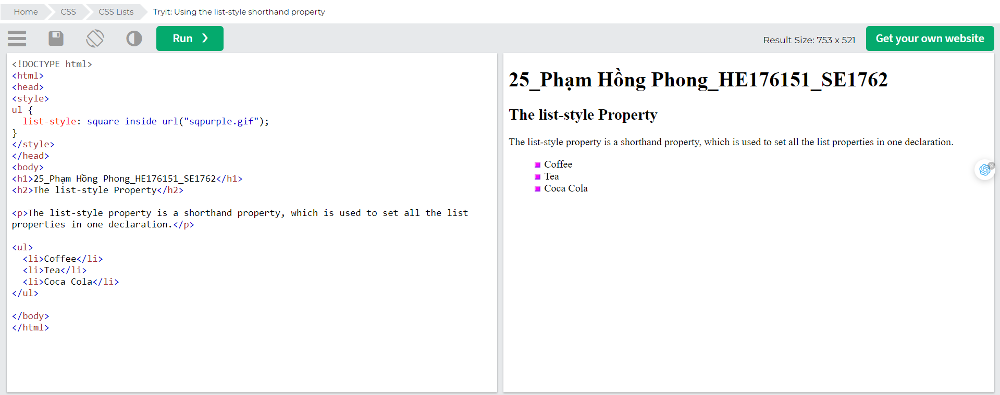 Home CSS CSS Lists Tryit: Using the list-style shorthand property
Run ❯ Result Size: 753 x 521 Get your own website
<!DOCTYPE html>
<html>
<head>
<style>
ul {
  list-style: square inside url("sqpurple.gif");
}
</style>
</head>
<body>
<h1>25_Phạm Hồng Phong_HE176151_SE1762</h1>
<h2>The list-style Property</h2>

<p>The list-style property is a shorthand property, which is used to set all the list
properties in one declaration.</p>

<ul>
  <li>Coffee</li>
  <li>Tea</li>
  <li>Coca Cola</li>
</ul>

</body>
</html>
25_Phạm Hồng Phong_HE176151_SE1762
The list-style Property
The list-style property is a shorthand property, which is used to set all the list properties in one declaration.
Coffee
Tea
Coca Cola